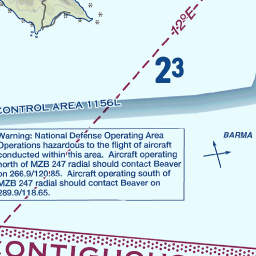 12°E
23
CONTROL AREA 1156L
Warning: National Defense Operating Area
Operations hazardous to the flight of aircraft
conducted within this area. Aircraft operating
north of MZB 247 radial should contact Beaver
on 266.9/120.85. Aircraft operating south of
MZB 247 radial should contact Beaver on
289.9/118.65.
BARMA
CONTIGUOU